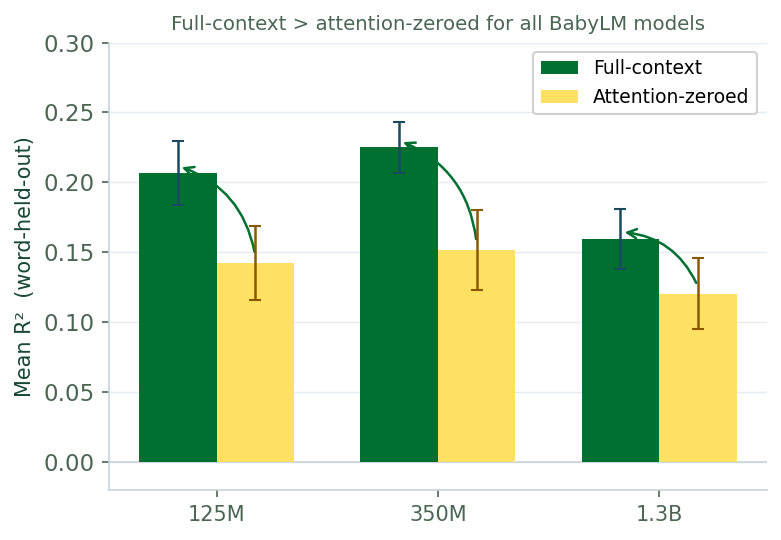 Full-context > attention-zeroed for all BabyLM models
Full-context
Attention-zeroed
Mean R² (word-held-out)
0.30
0.25
0.20
0.15
0.10
0.05
0.00
125M
350M
1.3B